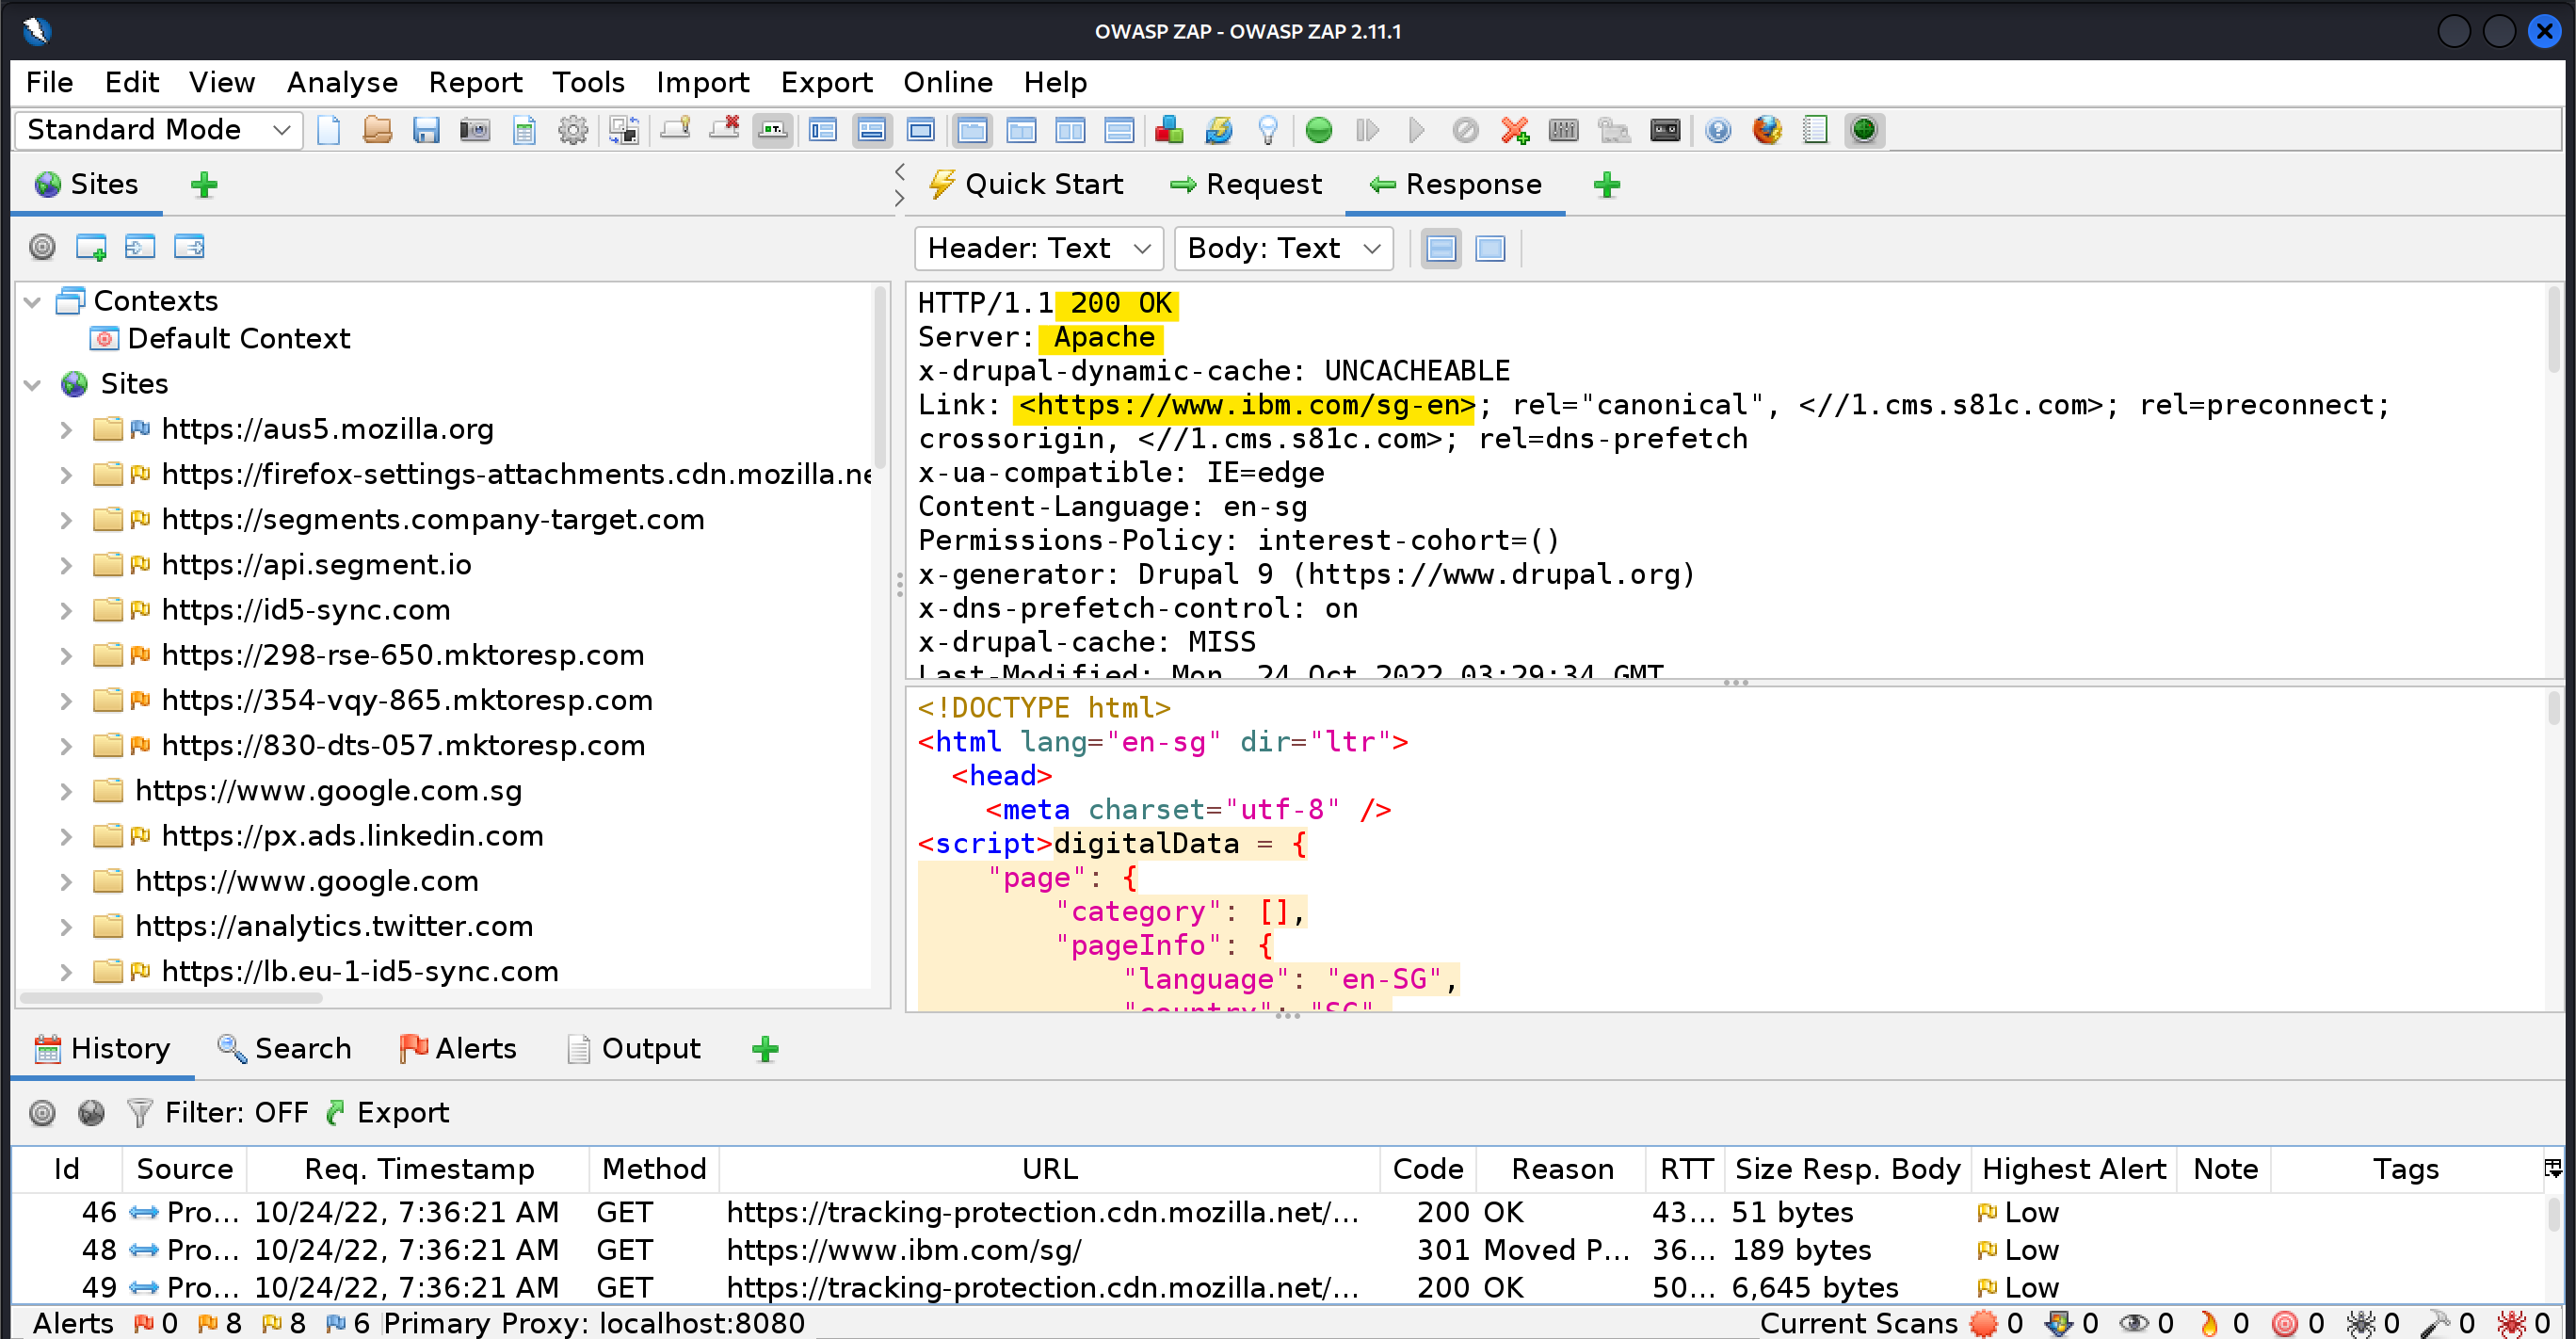 OWASP ZAP - OWASP ZAP 2.11.1
File Edit View Analyse Report Tools Import Export Online Help
Standard Mode
Sites
Quick Start Request Response
Header: Text Body: Text
Contexts
Default Context
Sites
https://aus5.mozilla.org
https://firefox-settings-attachments.cdn.mozilla.ne
https://segments.company-target.com
https://api.segment.io
https://id5-sync.com
https://298-rse-650.mktoresp.com
https://354-vqy-865.mktoresp.com
https://830-dts-057.mktoresp.com
https://www.google.com.sg
https://px.ads.linkedin.com
https://www.google.com
https://analytics.twitter.com
https://lb.eu-1-id5-sync.com
HTTP/1.1 200 OK
Server: Apache
x-drupal-dynamic-cache: UNCACHEABLE
Link: <https://www.ibm.com/sg-en>; rel="canonical", <//1.cms.s81c.com>; rel=preconnect;
crossorigin, <//1.cms.s81c.com>; rel=dns-prefetch
x-ua-compatible: IE=edge
Content-Language: en-sg
Permissions-Policy: interest-cohort=()
x-generator: Drupal 9 (https://www.drupal.org)
x-dns-prefetch-control: on
x-drupal-cache: MISS
Last-Modified: Mon, 24 Oct 2022 03:29:34 GMT
<!DOCTYPE html>
<html lang="en-sg" dir="ltr">
<head>
<meta charset="utf-8" />
<script>digitalData = {
"page": {
"category": [],
"pageInfo": {
"language": "en-SG",
"country": "SG"
History Search Alerts Output
Filter: OFF Export
Id Source Req. Timestamp Method URL Code Reason RTT Size Resp. Body Highest Alert Note Tags
46 Pro... 10/24/22, 7:36:21 AM GET https://tracking-protection.cdn.mozilla.net/... 200 OK 43... 51 bytes Low
48 Pro... 10/24/22, 7:36:21 AM GET https://www.ibm.com/sg/ 301 Moved P... 36... 189 bytes Low
49 Pro... 10/24/22, 7:36:21 AM GET https://tracking-protection.cdn.mozilla.net/... 200 OK 50... 6,645 bytes Low
Alerts 0 8 8 6 Primary Proxy: localhost:8080 Current Scans 0 0 0 0 0 0 0 0